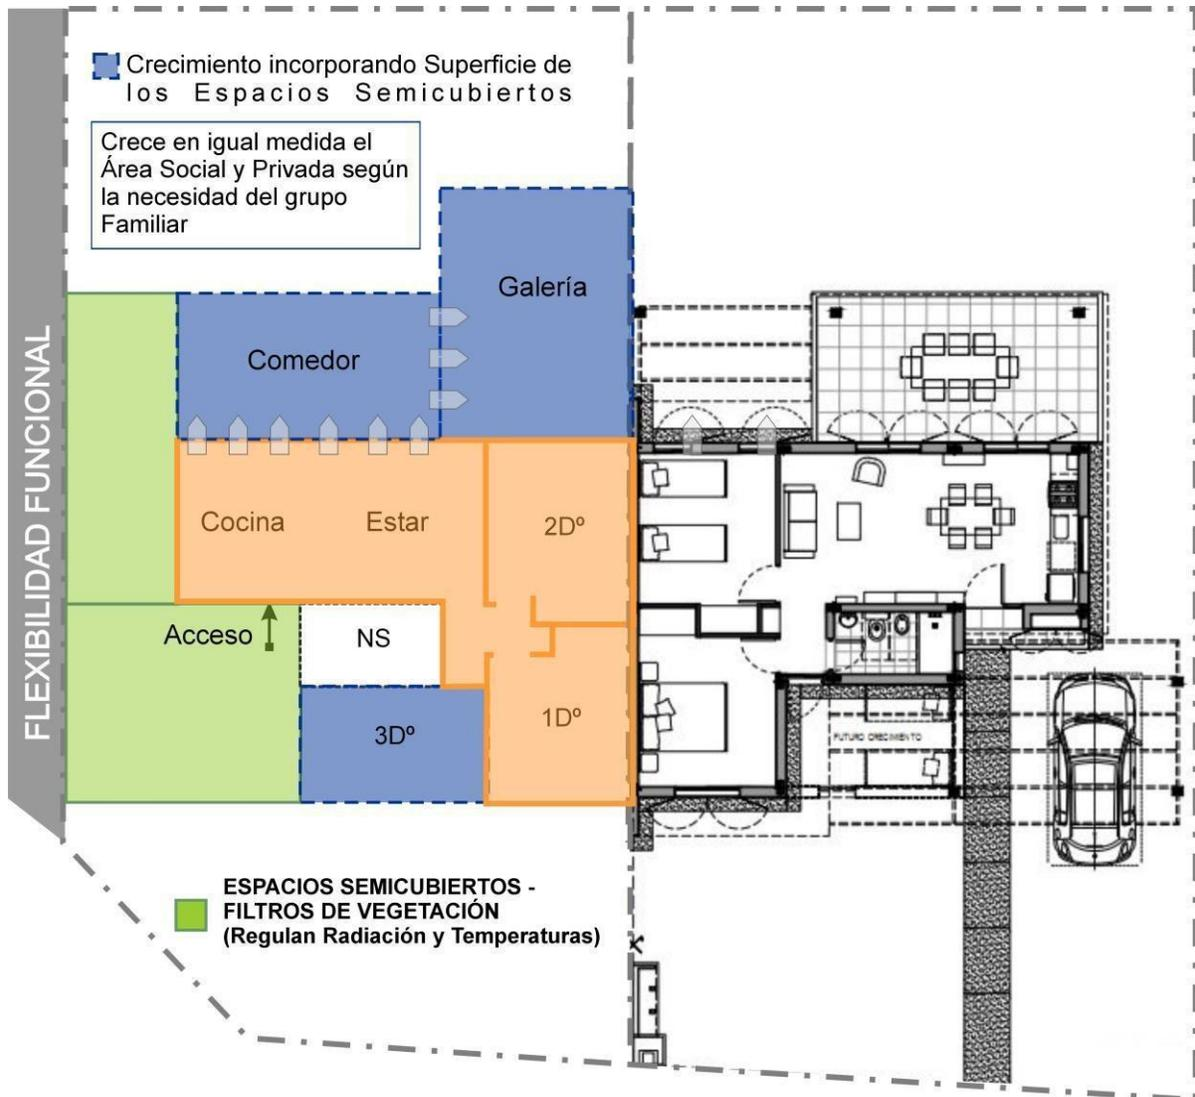 Crecimiento incorporando Superficie de
los Espacios Semicubiertos
Crece en igual medida el
Área Social y Privada según
la necesidad del grupo
Familiar
FLEXIBILIDAD FUNCIONAL
Galería
Comedor
Cocina
Estar
2Dº
Acceso
NS
3Dº
1Dº
FUTURO CRECIMIENTO
ESPACIOS SEMICUBIERTOS -
FILTROS DE VEGETACIÓN
(Regulan Radiación y Temperaturas)